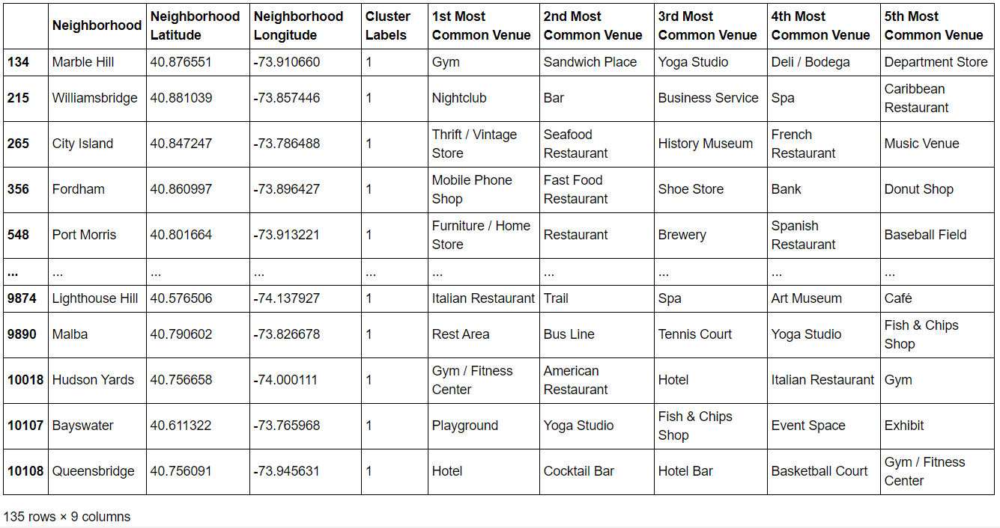 Neighborhood Neighborhood Latitude Neighborhood Longitude Cluster Labels 1st Most Common Venue 2nd Most Common Venue 3rd Most Common Venue 4th Most Common Venue 5th Most Common Venue
134 Marble Hill 40.876551 -73.910660 1 Gym Sandwich Place Yoga Studio Deli / Bodega Department Store
215 Williamsbridge 40.881039 -73.857446 1 Nightclub Bar Business Service Spa Caribbean Restaurant
265 City Island 40.847247 -73.786488 1 Thrift / Vintage Store Seafood Restaurant History Museum French Restaurant Music Venue
356 Fordham 40.860997 -73.896427 1 Mobile Phone Shop Fast Food Restaurant Shoe Store Bank Donut Shop
548 Port Morris 40.801664 -73.913221 1 Furniture / Home Store Restaurant Brewery Spanish Restaurant Baseball Field
... ... ... ... ... ... ... ... ... ...
9874 Lighthouse Hill 40.576506 -74.137927 1 Italian Restaurant Trail Spa Art Museum Café
9890 Malba 40.790602 -73.826678 1 Rest Area Bus Line Tennis Court Yoga Studio Fish & Chips Shop
10018 Hudson Yards 40.756658 -74.000111 1 Gym / Fitness Center American Restaurant Hotel Italian Restaurant Gym
10107 Bayswater 40.611322 -73.765968 1 Playground Yoga Studio Fish & Chips Shop Event Space Exhibit
10108 Queensbridge 40.756091 -73.945631 1 Hotel Cocktail Bar Hotel Bar Basketball Court Gym / Fitness Center
135 rows × 9 columns